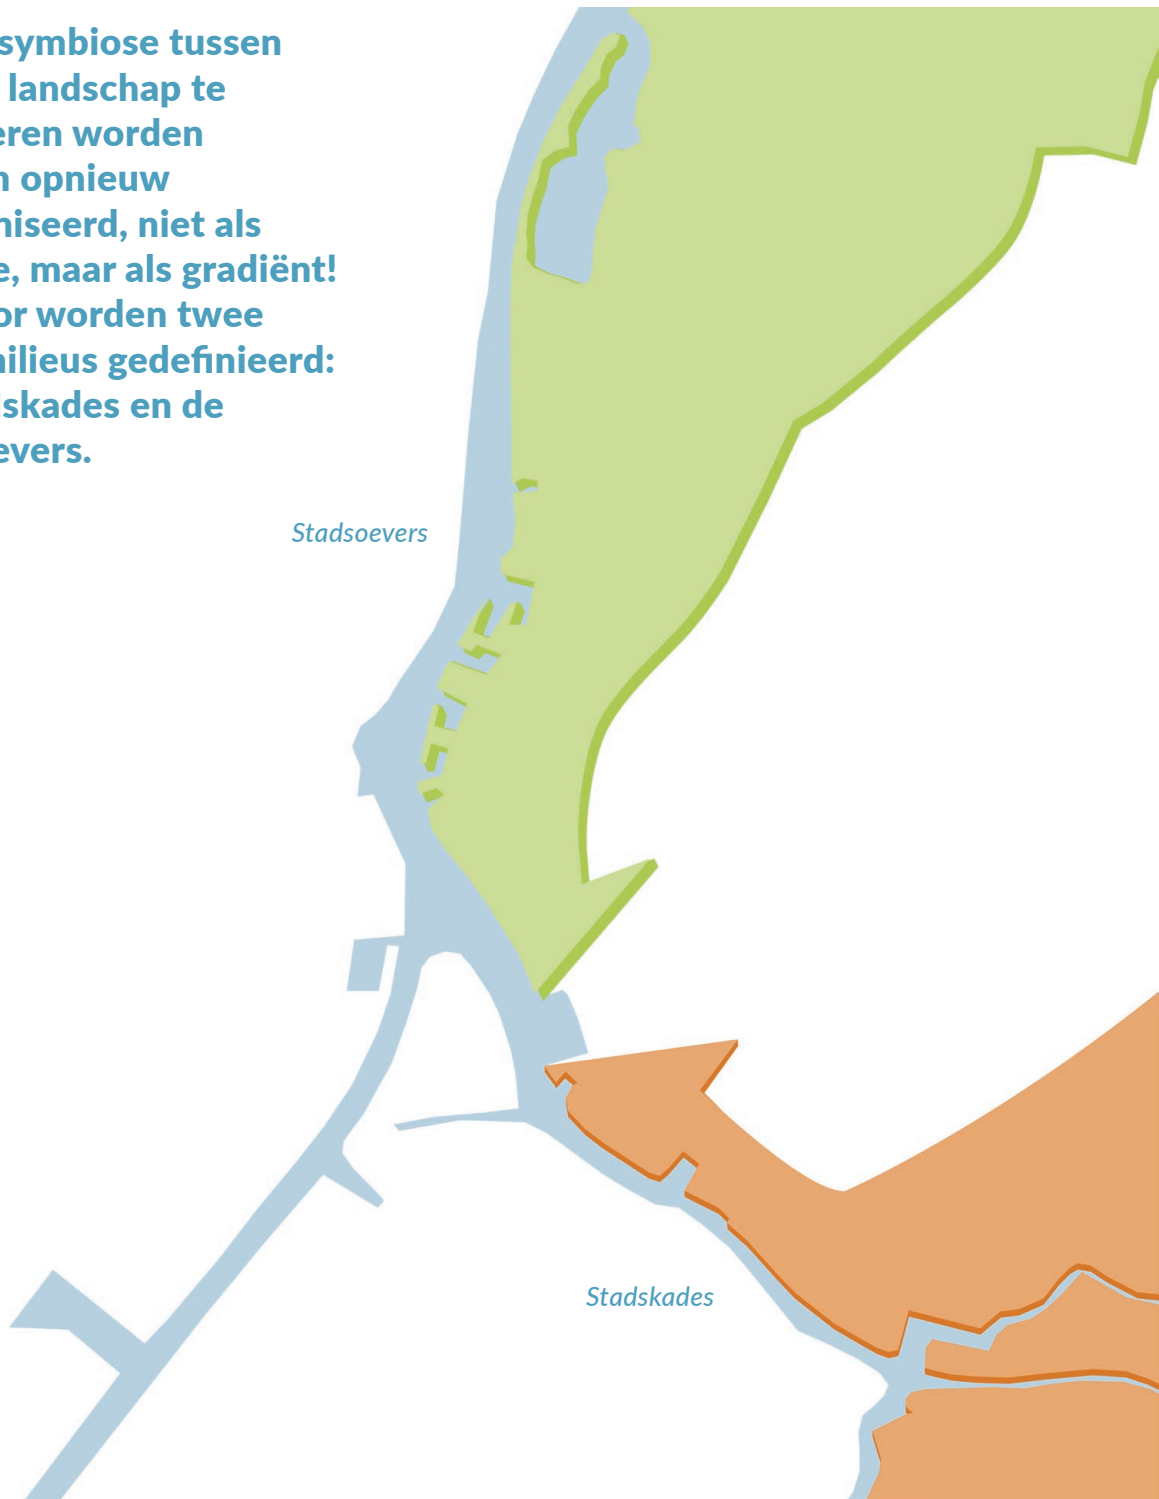 symbiose tussen
landschap te
eren worden
n opnieuw
niseerd, niet als
e, maar als gradiënt!
or worden twee
nilieus gedefinieerd:
lskades en de
evers.
Stadsoevers
Stadskades